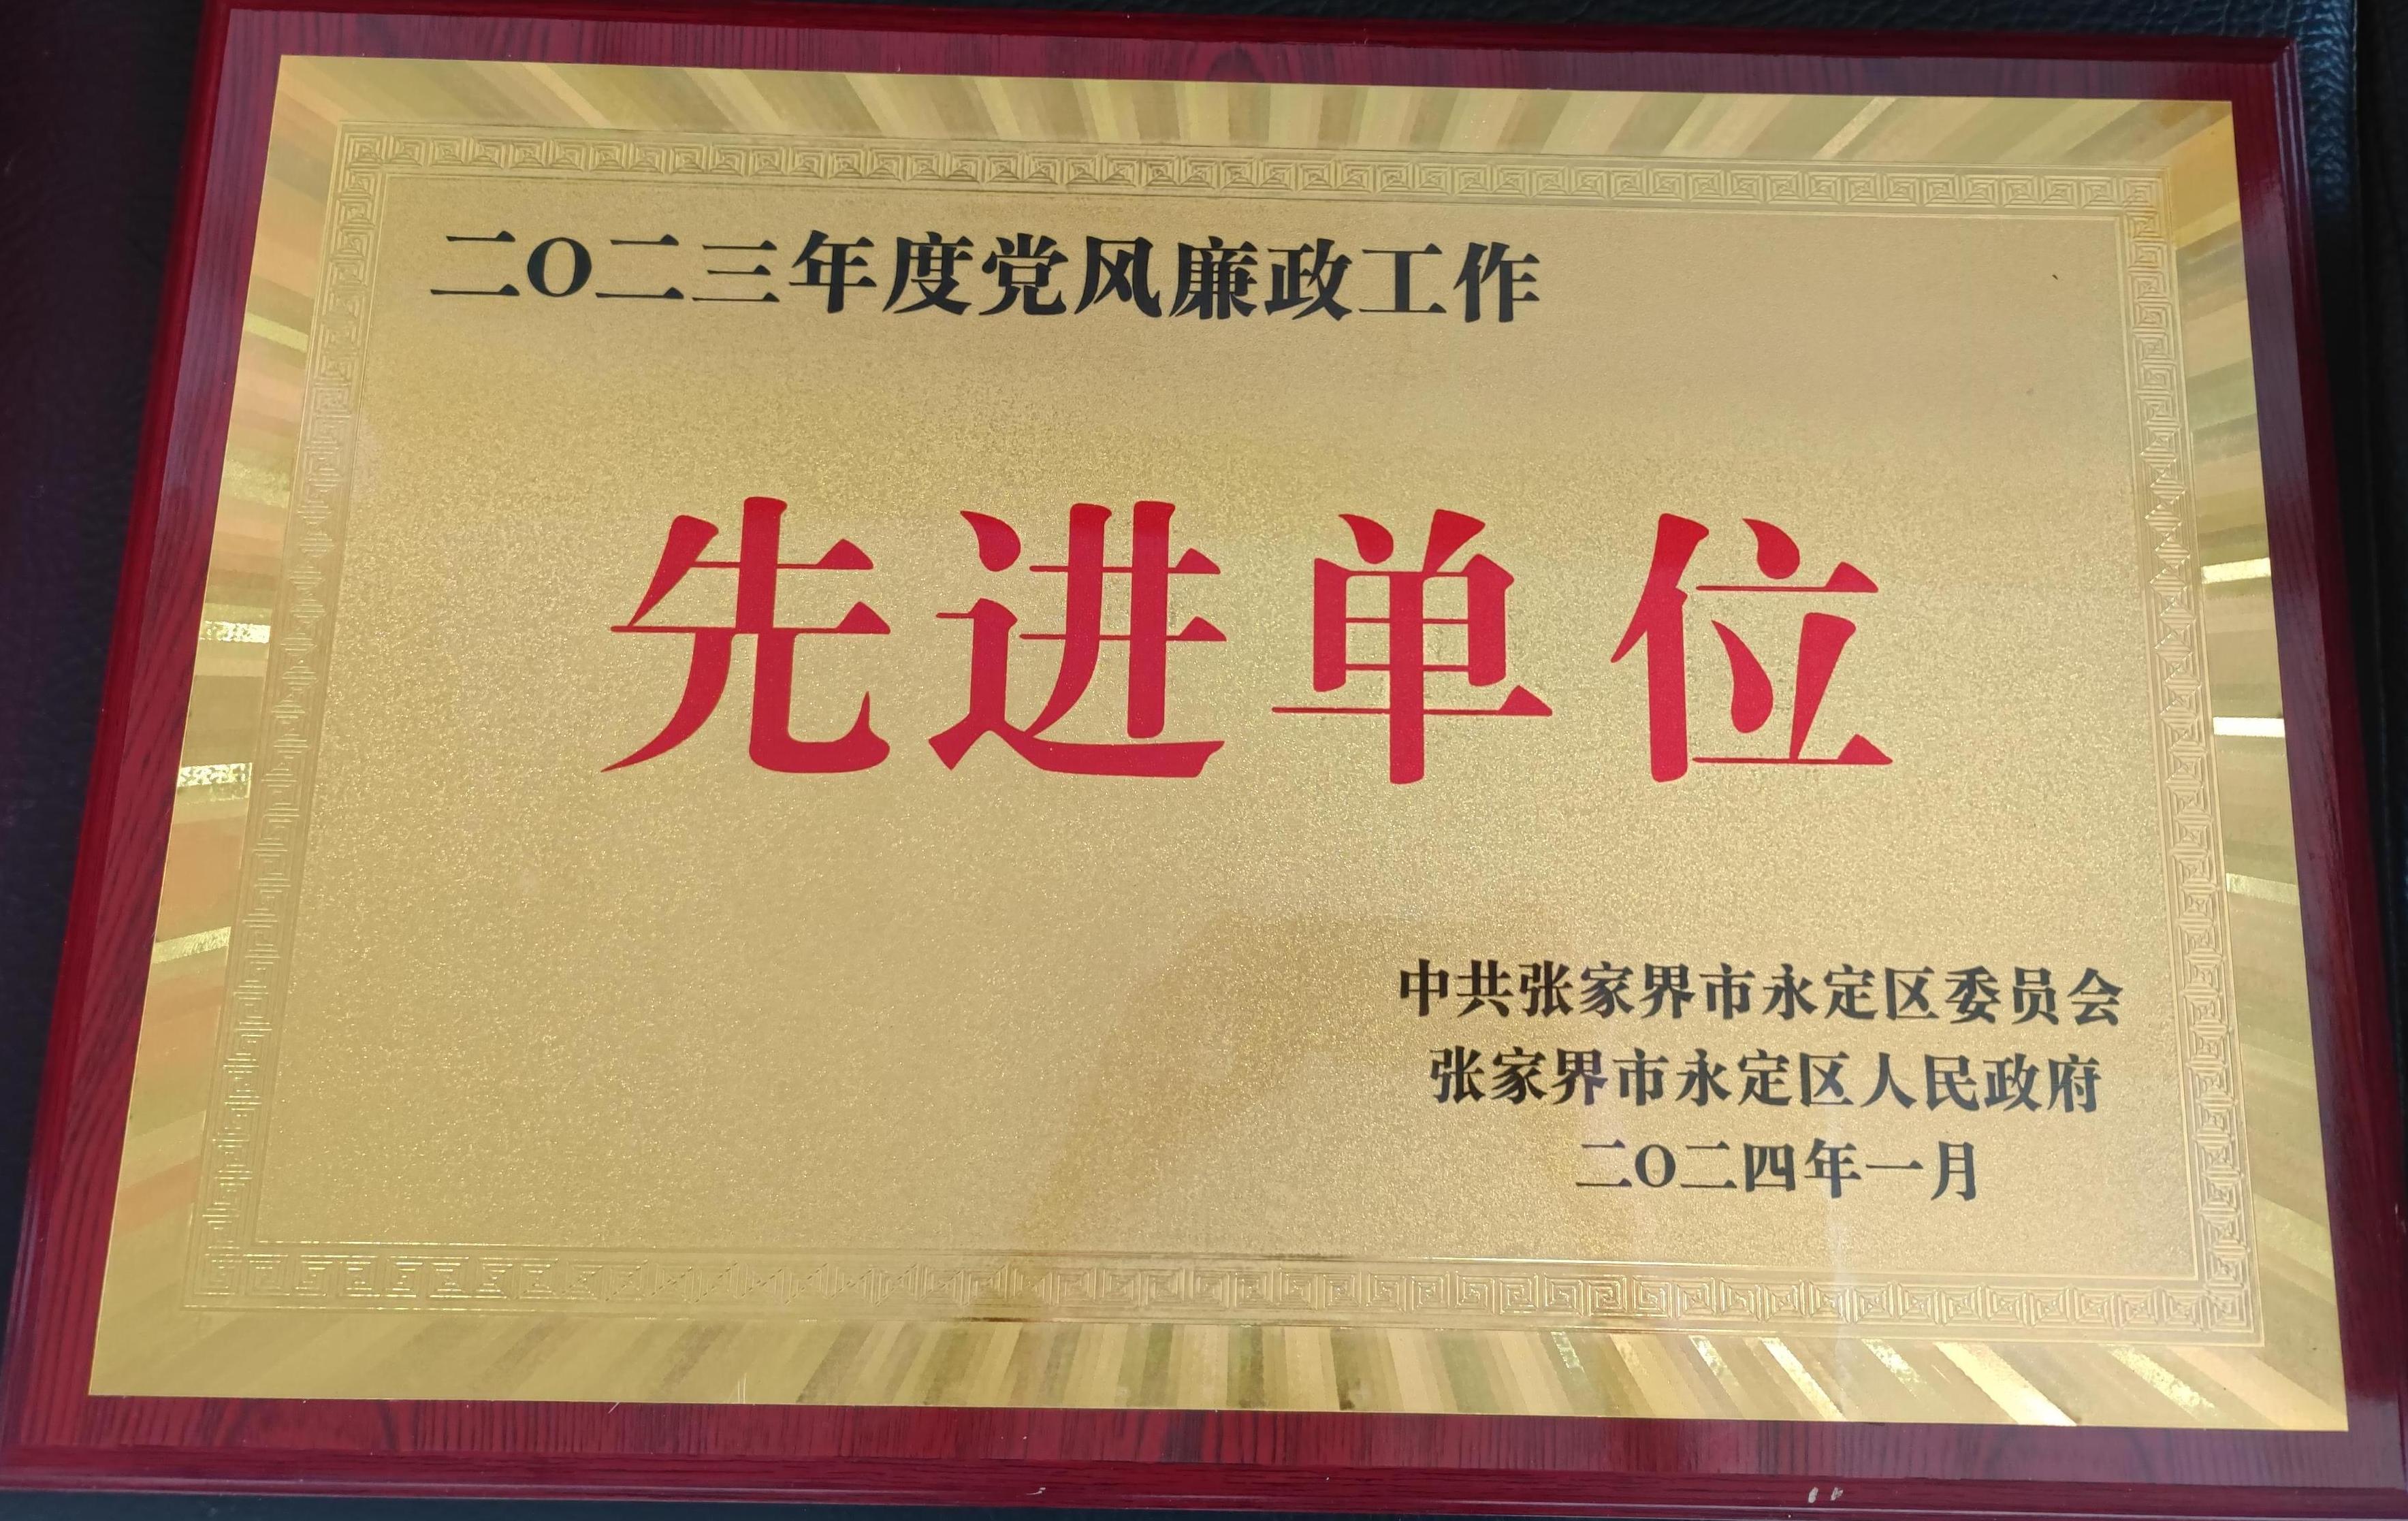 二〇二三年度党风廉政工作
先进单位
中共张家界市永定区委员会
张家界市永定区人民政府
二〇二四年一月